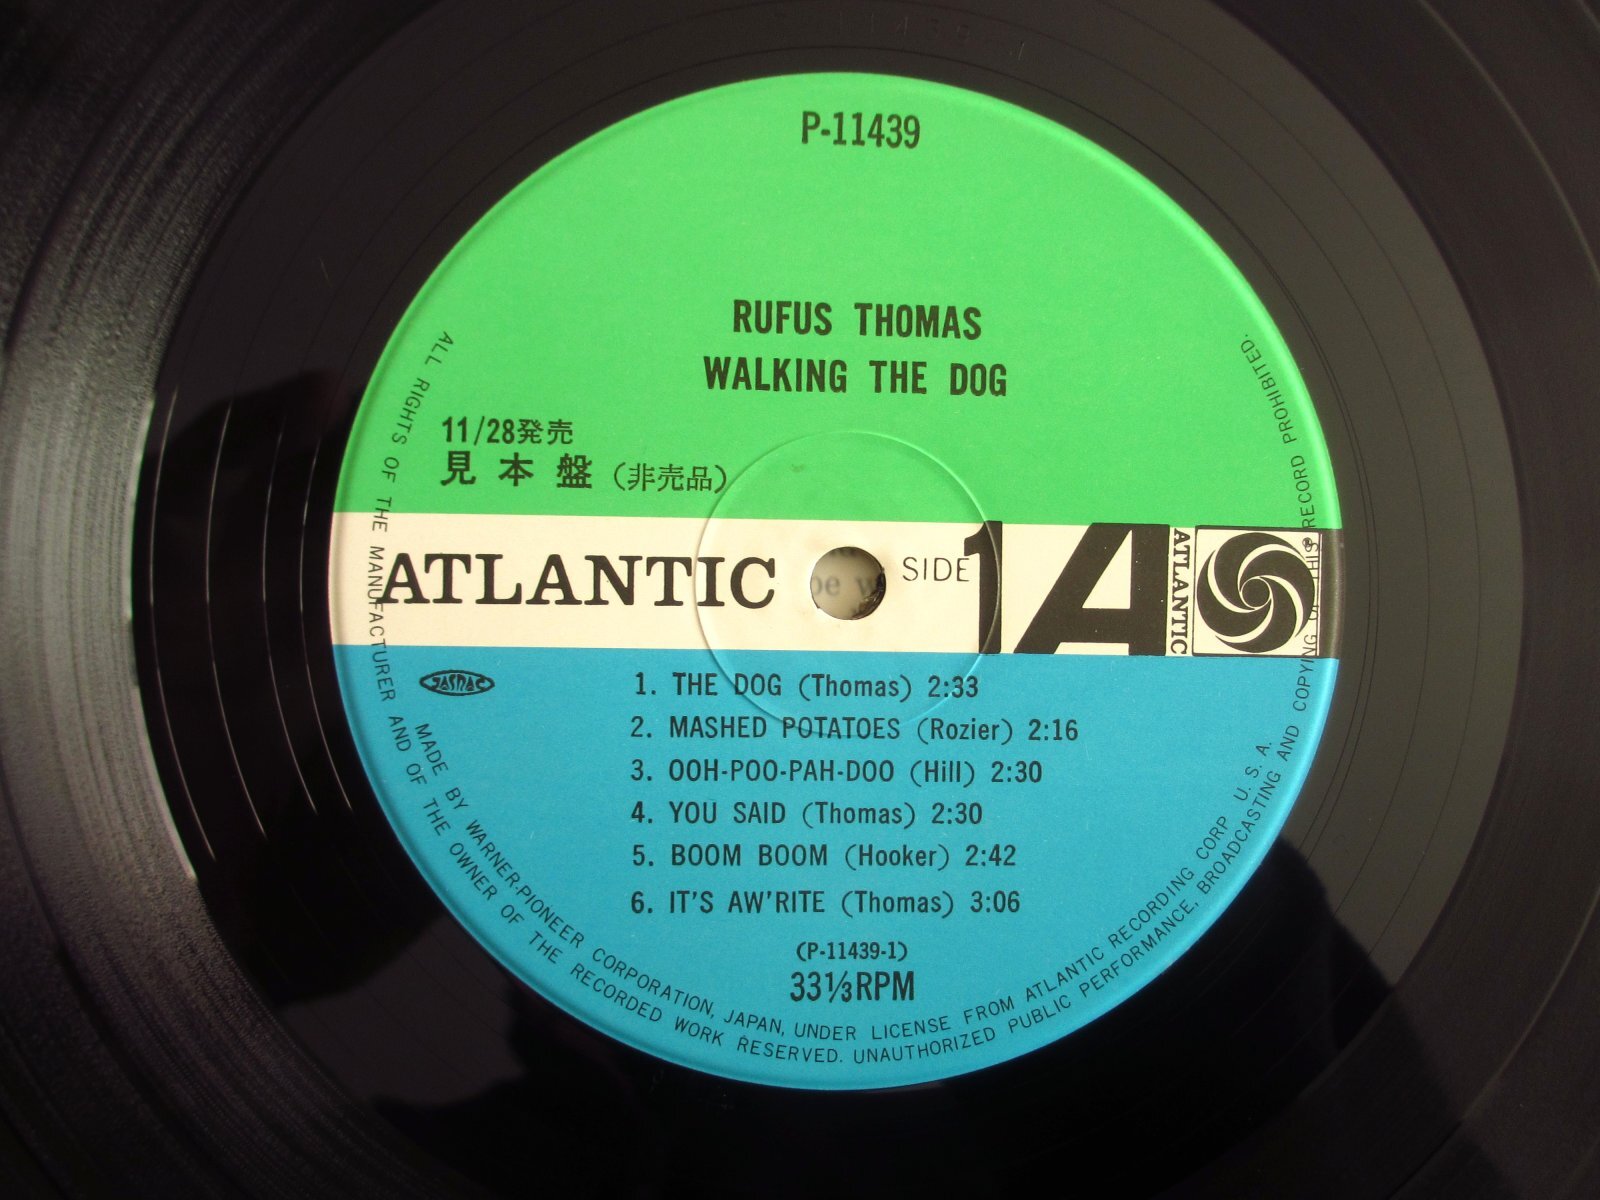 P-11439
RUFUS THOMAS
WALKING THE DOG
11/28発売
見本盤 (非売品)
ATLANTIC
SIDE 1
A
ATLANTIC
®
JASRAC
1. THE DOG (Thomas) 2:33
2. MASHED POTATOES (Rozier) 2:16
3. OOH-POO-PAH-DOO (Hill) 2:30
4. YOU SAID (Thomas) 2:30
5. BOOM BOOM (Hooker) 2:42
6. IT'S AW'RITE (Thomas) 3:06
(P-11439-1)
33⅓RPM
MADE BY WARNER-PIONEER CORPORATION, JAPAN, UNDER LICENSE FROM ATLANTIC RECORDING CORP U. S. A.
ALL RIGHTS OF THE MANUFACTURER AND OF THE OWNER OF THE RECORDED WORK RESERVED. UNAUTHORIZED PUBLIC PERFORMANCE, BROADCASTING AND COPYING OF THIS RECORD PROHIBITED.